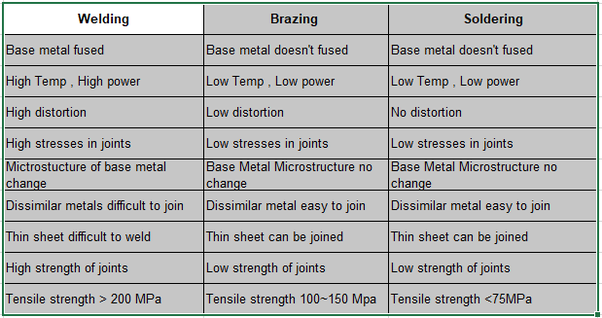 Welding Brazing Soldering
Base metal fused Base metal doesn't fused Base metal doesn't fused
High Temp , High power Low Temp , Low power Low Temp , Low power
High distortion Low distortion No distortion
High stresses in joints Low stresses in joints Low stresses in joints
Mictrostucture of base metal Base Metal Microstructure no Base Metal Microstructure no
change change change
Dissimilar metals difficult to join Dissimilar metal easy to join Dissimilar metal easy to join
Thin sheet difficult to weld Thin sheet can be joined Thin sheet can be joined
High strength of joints Low strength of joints Low strength of joints
Tensile strength > 200 MPa Tensile strength 100~150 Mpa Tensile strength <75MPa